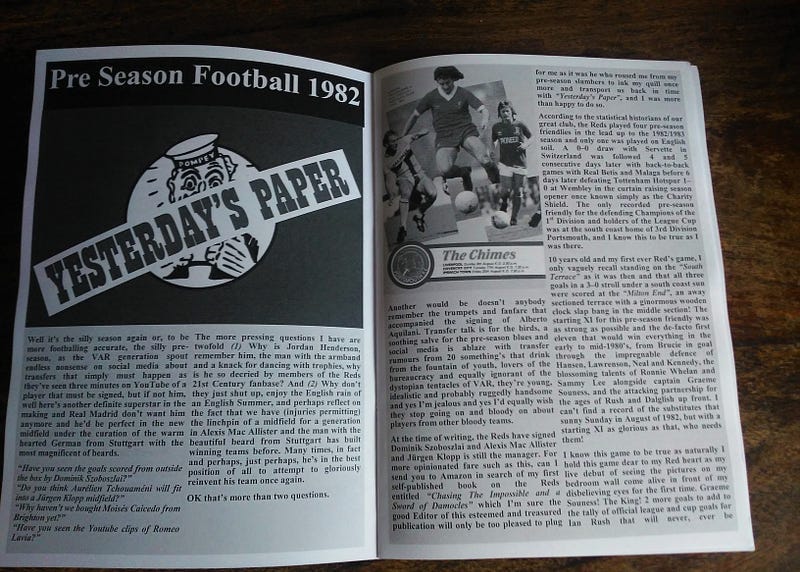 Pre Season Football 1982
POMPEY
YESTERDAY'S PAPER
Well it's the silly season again or, to be
more footballing accurate, the silly pre-
season, as the VAR generation spout
endless nonsense on social media about
transfers that simply must happen as
they've seen three minutes on YouTube of a
player that must be signed, but if not him,
well here's another definite superstar in the
making and Real Madrid don't want him
anymore and he'd be perfect in the new
midfield under the curation of the warm
hearted German from Stuttgart with the
most magnificent of beards.
"Have you seen the goals scored from outside
the box by Dominik Szoboszlai?"
"Do you think Aurélien Tchouaméni will fit
into a Jürgen Klopp midfield?"
"Why haven't we bought Moisés Caicedo from
Brighton yet?"
"Have you seen the Youtube clips of Romeo
Lavia?"
The more pressing questions I have are
twofold (1) Why is Jordan Henderson,
remember him, the man with the armband
and a knack for dancing with trophies, why
is he so decried by members of the Reds
21st Century fanbase? And (2) Why don't
they just shut up, enjoy the English rain of
an English Summer, and perhaps reflect on
the fact that we have (injuries permitting)
the linchpin of a midfield for a generation
in Alexis Mac Allister and the man with the
beautiful beard from Stuttgart has built
winning teams before. Many times, in fact
and perhaps, just perhaps, he's in the best
position of all to attempt to gloriously
reinvent his team once again.
OK that's more than two questions.
PIONEER
The Chimes
Another would be doesn't anybody
remember the trumpets and fanfare that
accompanied the signing of Alberto
Aquilani. Transfer talk is for the birds, a
soothing salve for the pre-season blues and
social media is ablaze with transfer
rumours from 20 something's that drink
from the fountain of youth, lovers of the
bureaucracy and equally ignorant of the
dystopian tentacles of VAR, they're young,
idealistic and probably ruggedly handsome
and yes I'm jealous and yes I'd equally wish
they stop going on and bloody on about
players from other bloody teams.
At the time of writing, the Reds have signed
Dominik Szoboszlai and Alexis Mac Allister
and Jürgen Klopp is still the manager. For
more opinionated fare such as this, can I
send you to Amazon in search of my first
self-published book on the Reds
entitled "Chasing The Impossible and a
Sword of Damocles" which I'm sure the
good Editor of this esteemed and treasured
publication will only be too pleased to plug
for me as it was he who roused me from my
pre-season slumbers to ink my quill once
more and transport us back in time
with "Yesterday's Paper", and I was more
than happy to do so.
According to the statistical historians of our
great club, the Reds played four pre-season
friendlies in the lead up to the 1982/1983
season and only one was played on English
soil. A 0-0 draw with Servette in
Switzerland was followed 4 and 5
consecutive days later with back-to-back
games with Real Betis and Malaga before 6
days later defeating Tottenham Hotspur 1-
0 at Wembley in the curtain raising season
opener once known simply as the Charity
Shield. The only recorded pre-season
friendly for the defending Champions of the
1st Division and holders of the League Cup
was at the south coast home of 3rd Division
Portsmouth, and I know this to be true as I
was there.
10 years old and my first ever Red's game, I
only vaguely recall standing on the "South
Terrace" as it was then and that all three
goals in a 3-0 stroll under a south coast sun
were scored at the "Milton End", an away
sectioned terrace with a ginormous wooden
clock slap bang in the middle section! The
starting XI for this pre-season friendly was
as strong as possible and the de-facto first
eleven that would win everything in the
early to mid-1980's, from Brucie in goal
through the impregnable defence of
Hansen, Lawrenson, Neal and Kennedy, the
blossoming talents of Ronnie Whelan and
Sammy Lee alongside captain Graeme
Souness, and the attacking partnership for
the ages of Rush and Dalglish up front. I
can't find a record of the substitutes that
sunny Sunday in August of 1982, but with a
starting XI as glorious as that, who needs
them!
I know this game to be true as naturally I
hold this game dear to my Red heart as my
live debut of seeing the pictures on my
bedroom wall come alive in front of my
disbelieving eyes for the first time. Graeme
Souness! The King! 2 more goals to add to
the tally of official league and cup goals for
Ian Rush that will never, ever be